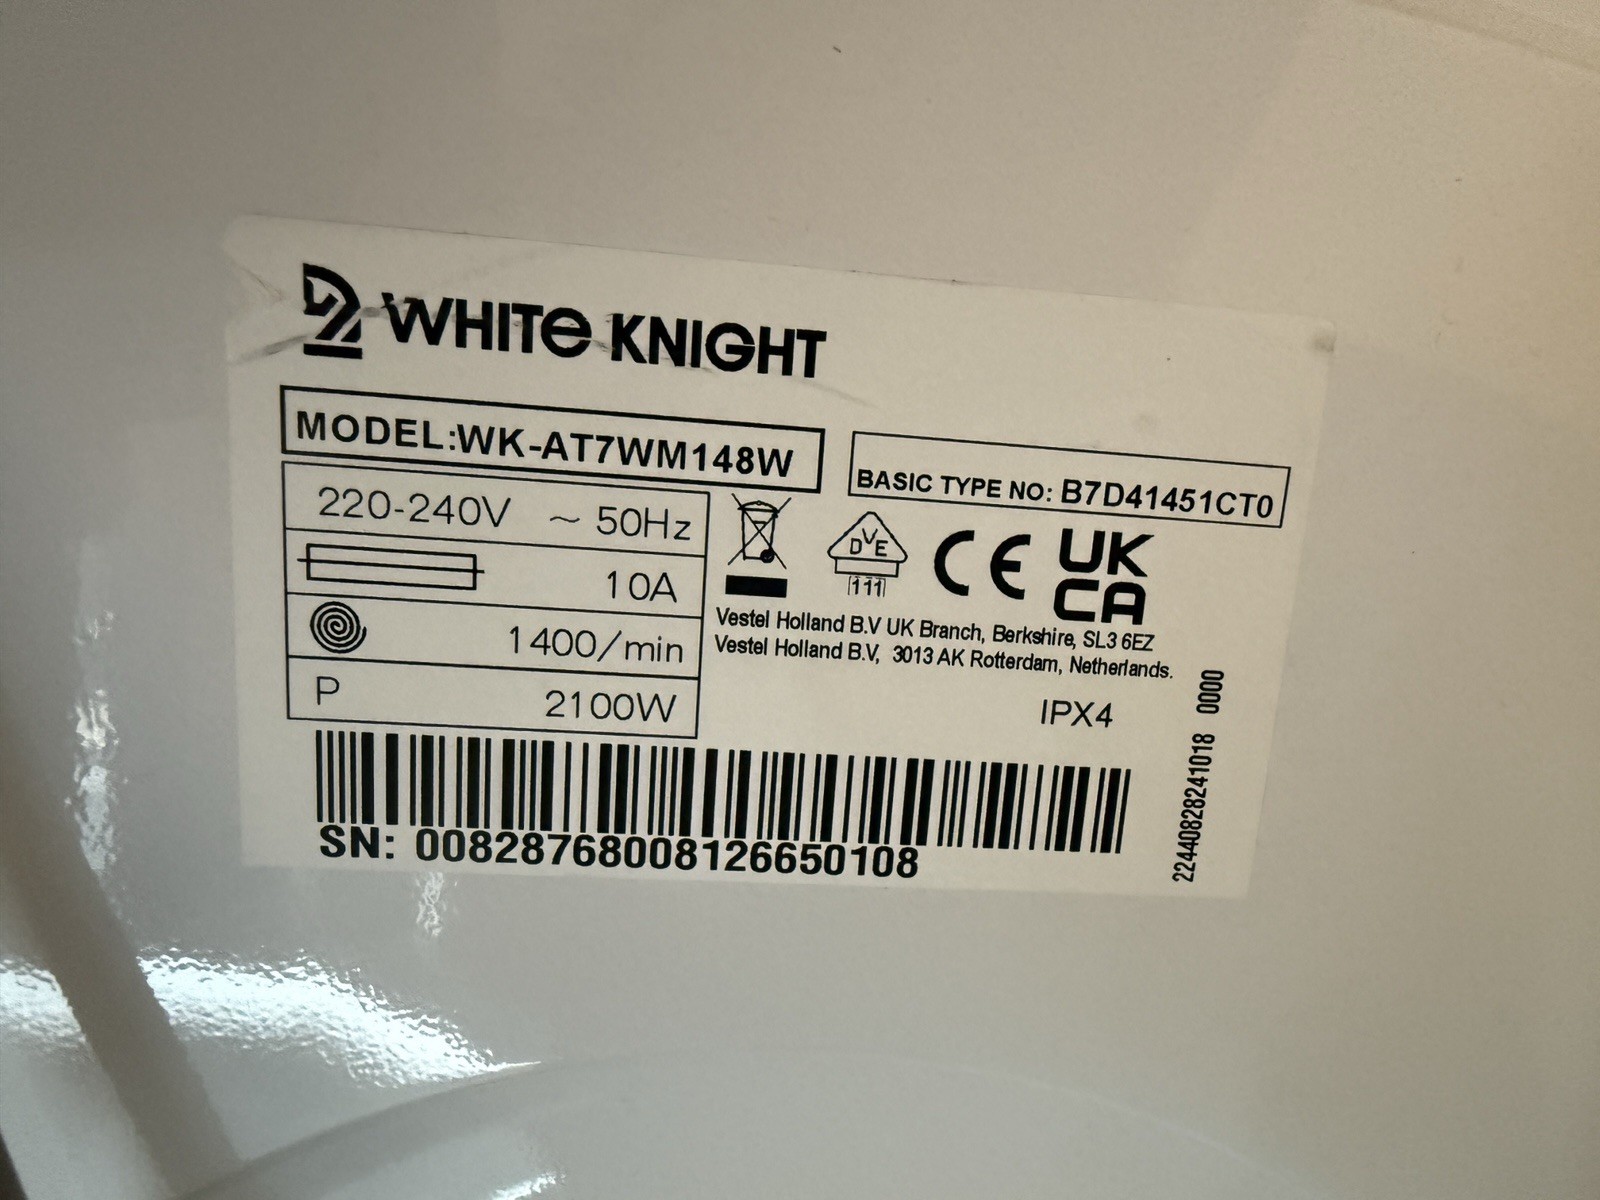 WHITE KNIGHT
MODEL:WK-AT7WM148W
BASIC TYPE NO: B7D41451CT0
220-240V ~ 50Hz
10A
1400/min
P 2100W
DVE
111
CE
UK
CA
Vestel Holland B.V UK Branch, Berkshire, SL3 6EZ
Vestel Holland B.V, 3013 AK Rotterdam, Netherlands.
IPX4
SN: 00828768008126650108
2244082824​1018 0000